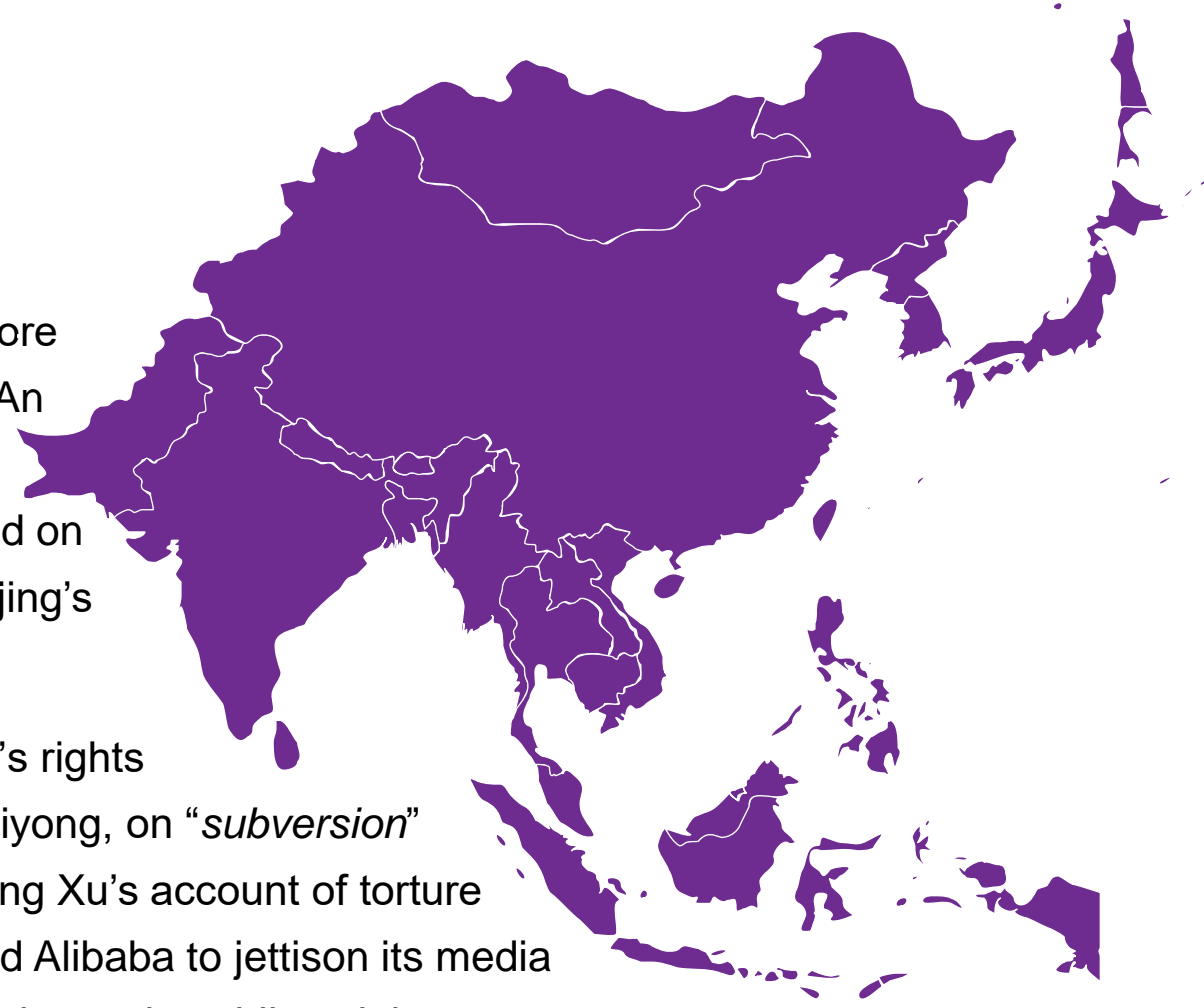 ore
An
d on
jing’s
’s rights
iyong, on “subversion”
ng Xu’s account of torture
d Alibaba to jettison its media